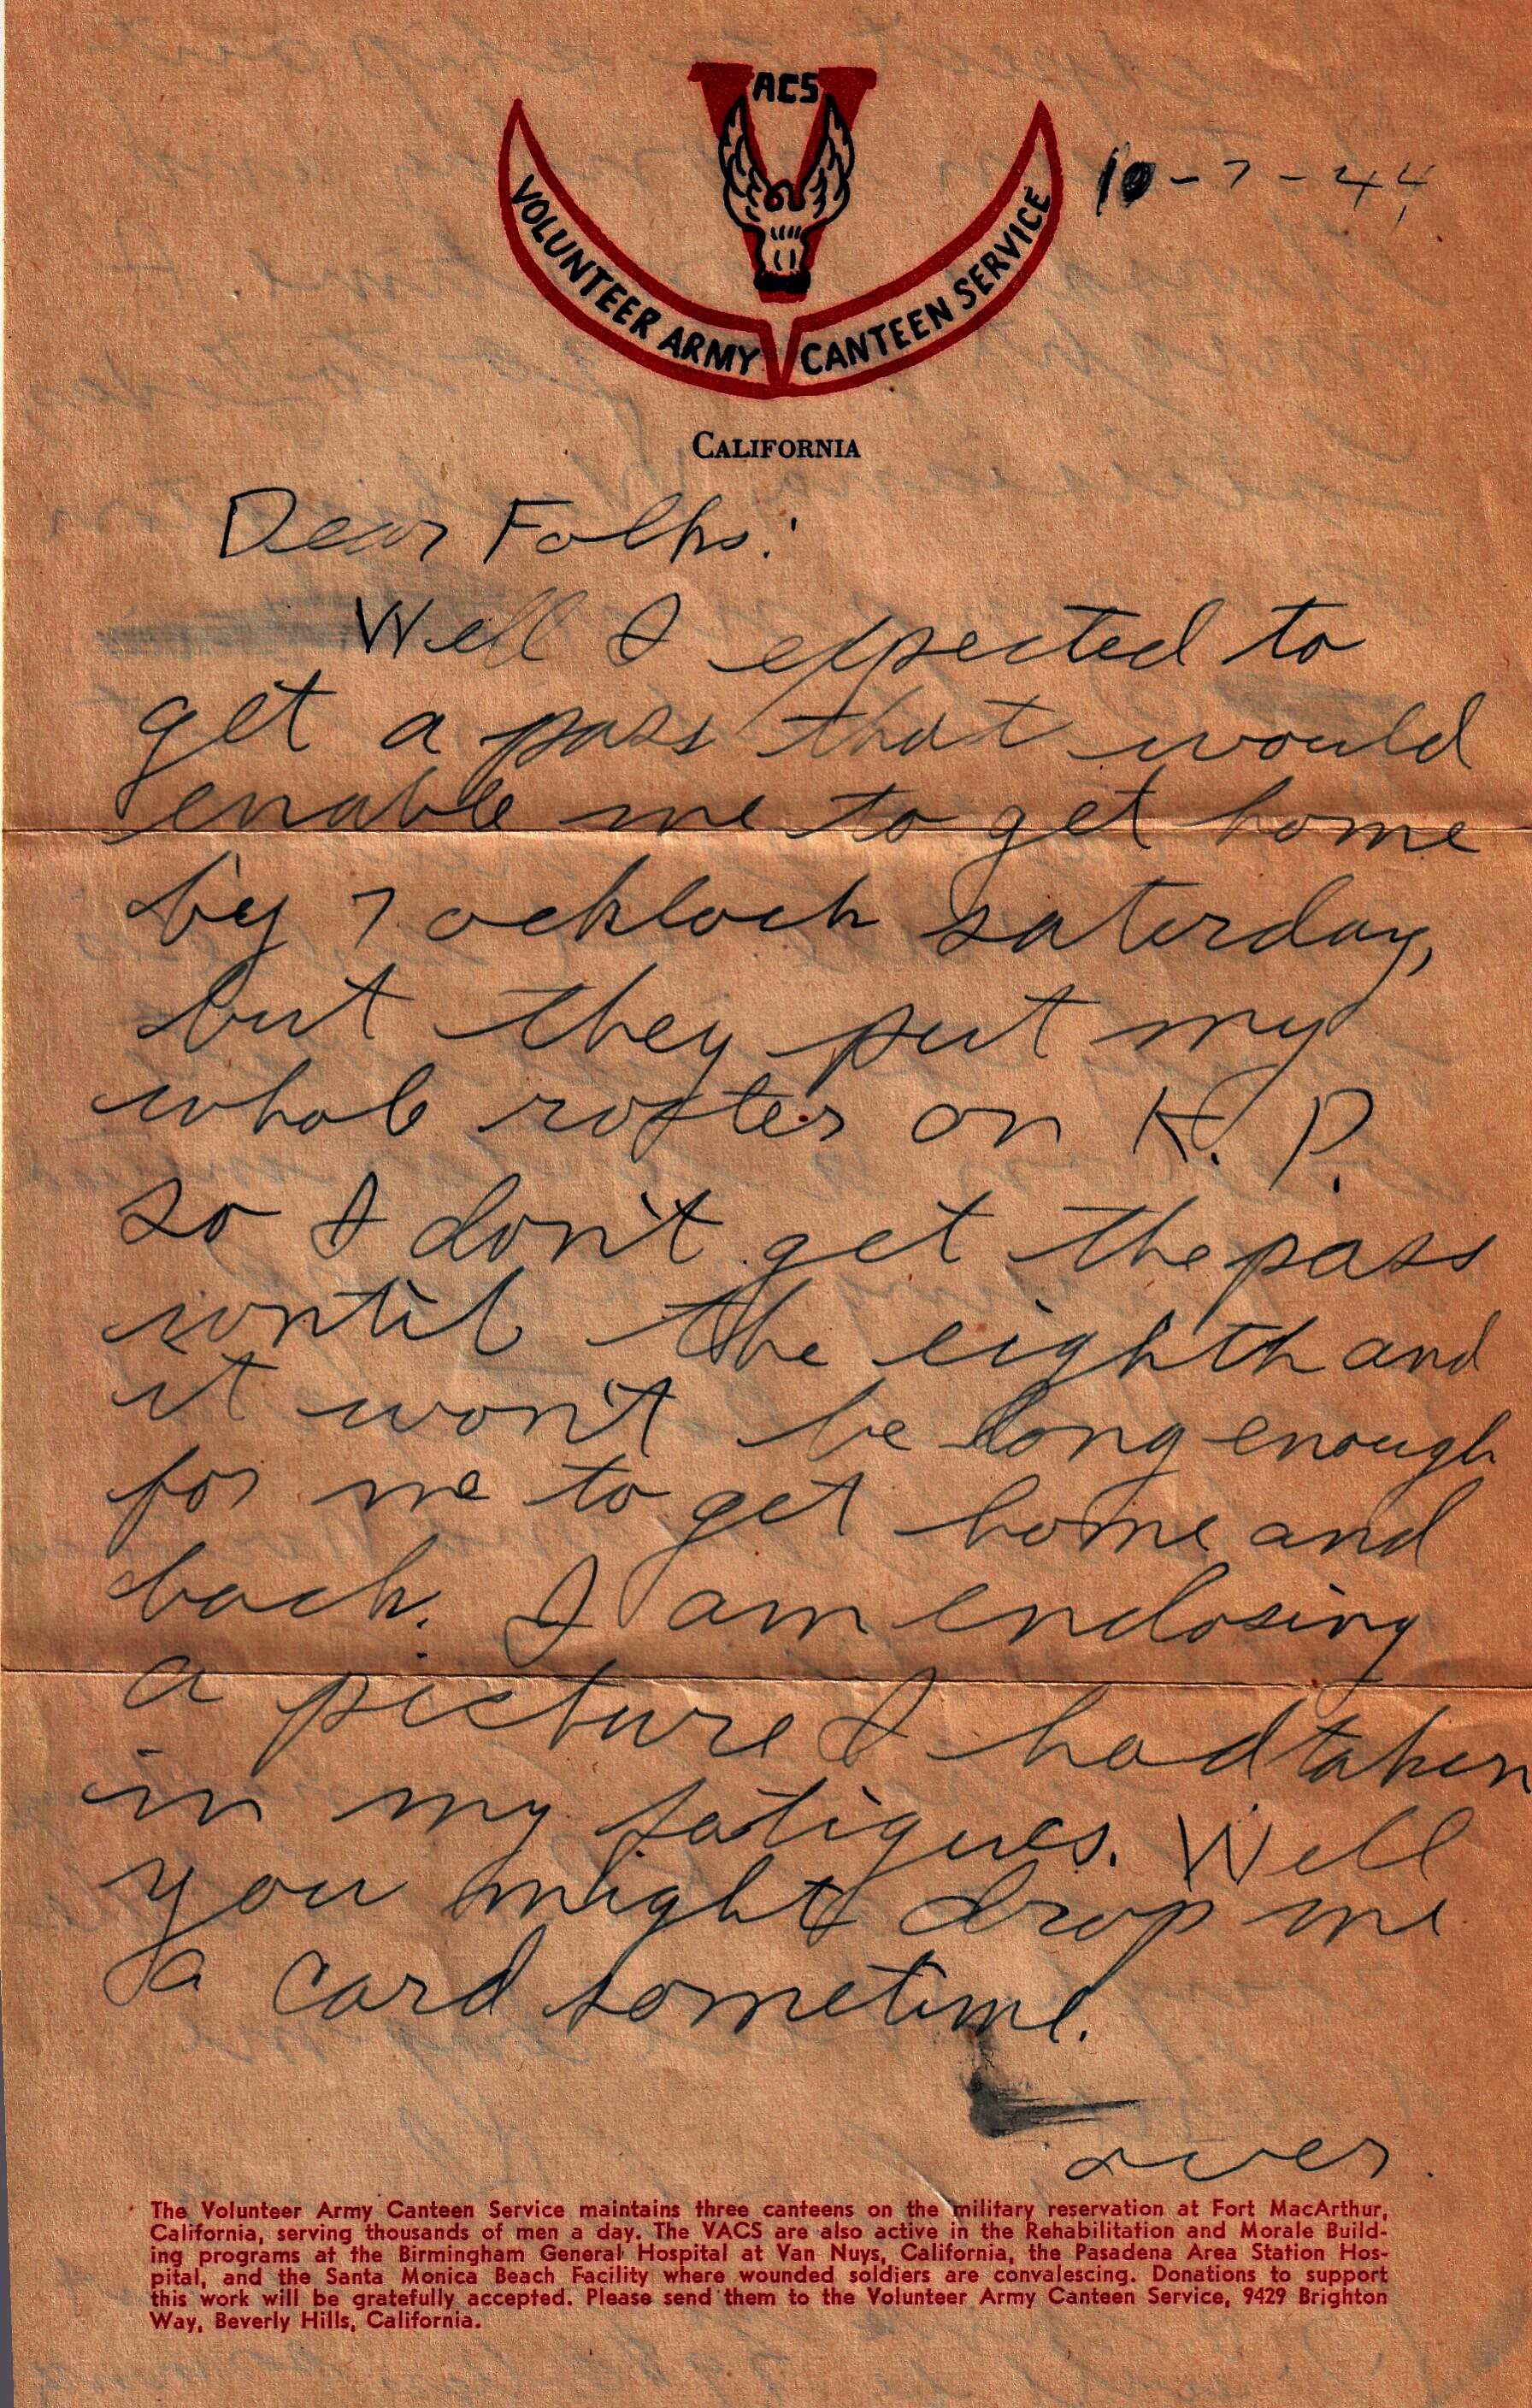 VACS
VOLUNTEER ARMY CANTEEN SERVICE
10-7-44
CALIFORNIA
Dear Folks:
Well I expected to
get a pass that would
enable me to get home
by 7 ocklock saturday,
but they put my
whole roster on K. P.
so I don't get the pass
until the eighth and
it won't be long enough
for me to get home and
back. I am enclosing
a picture I had taken
in my fatigues. Well
you might drop me
a card sometime.
over.
The Volunteer Army Canteen Service maintains three canteens on the military reservation at Fort MacArthur,
California, serving thousands of men a day. The VACS are also active in the Rehabilitation and Morale Build-
ing programs at the Birmingham General Hospital at Van Nuys, California, the Pasadena Area Station Hos-
pital, and the Santa Monica Beach Facility where wounded soldiers are convalescing. Donations to support
this work will be gratefully accepted. Please send them to the Volunteer Army Canteen Service, 9429 Brighton
Way, Beverly Hills, California.